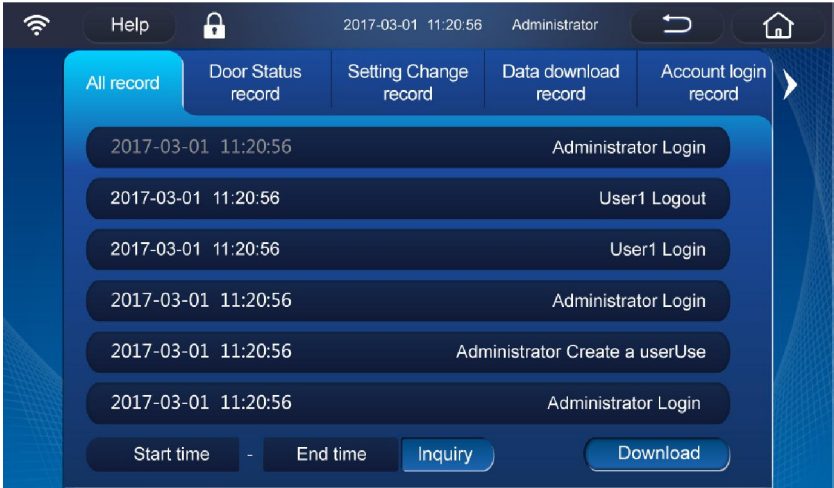 Help 2017-03-01 11:20:56 Administrator
All record
Door Status
record
Setting Change
record
Data download
record
Account login
record
2017-03-01 11:20:56 Administrator Login
2017-03-01 11:20:56 User1 Logout
2017-03-01 11:20:56 User1 Login
2017-03-01 11:20:56 Administrator Login
2017-03-01 11:20:56 Administrator Create a userUse
2017-03-01 11:20:56 Administrator Login
Start time - End time Inquiry Download